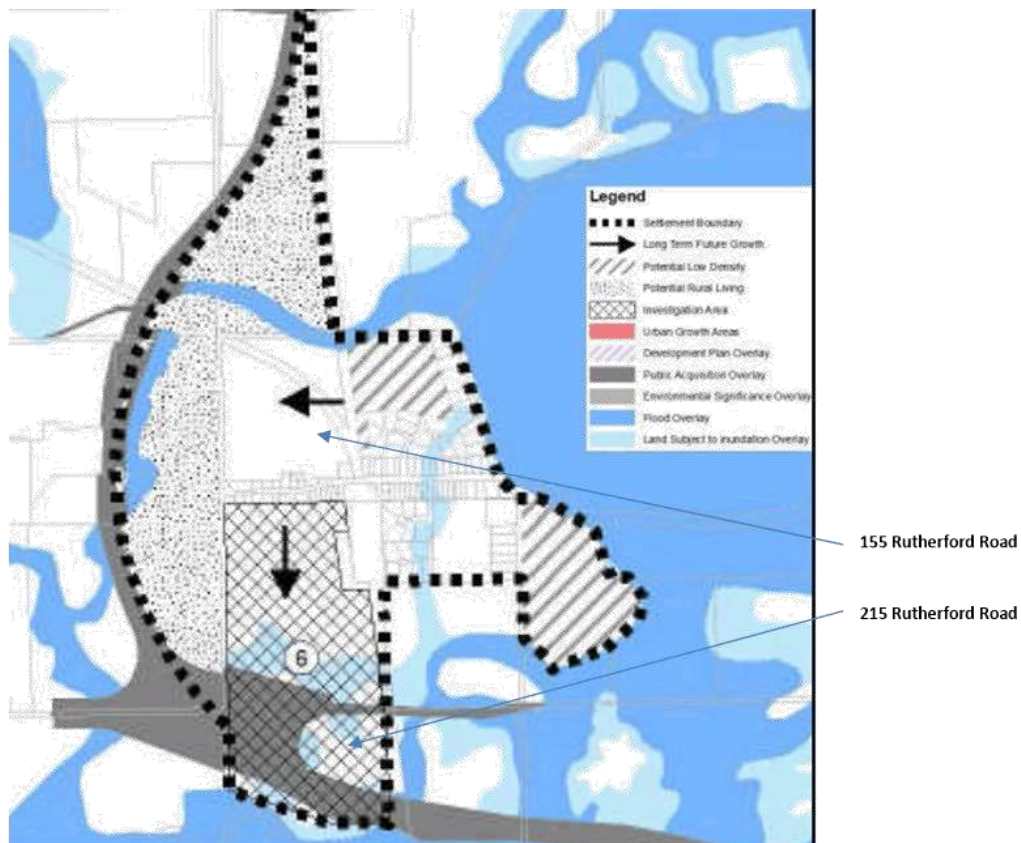 Legend
Settlement Boundary
Long Term Future Growth
Potential Low Density
Potential Rural Living
Investigation Area
Urban Growth Areas
Development Plan Overlay
Public Acquisition Overlay
Environmental Significance Overlay
Flood Overlay
Land Subject to inundation Overlay
155 Rutherford Road
215 Rutherford Road
6